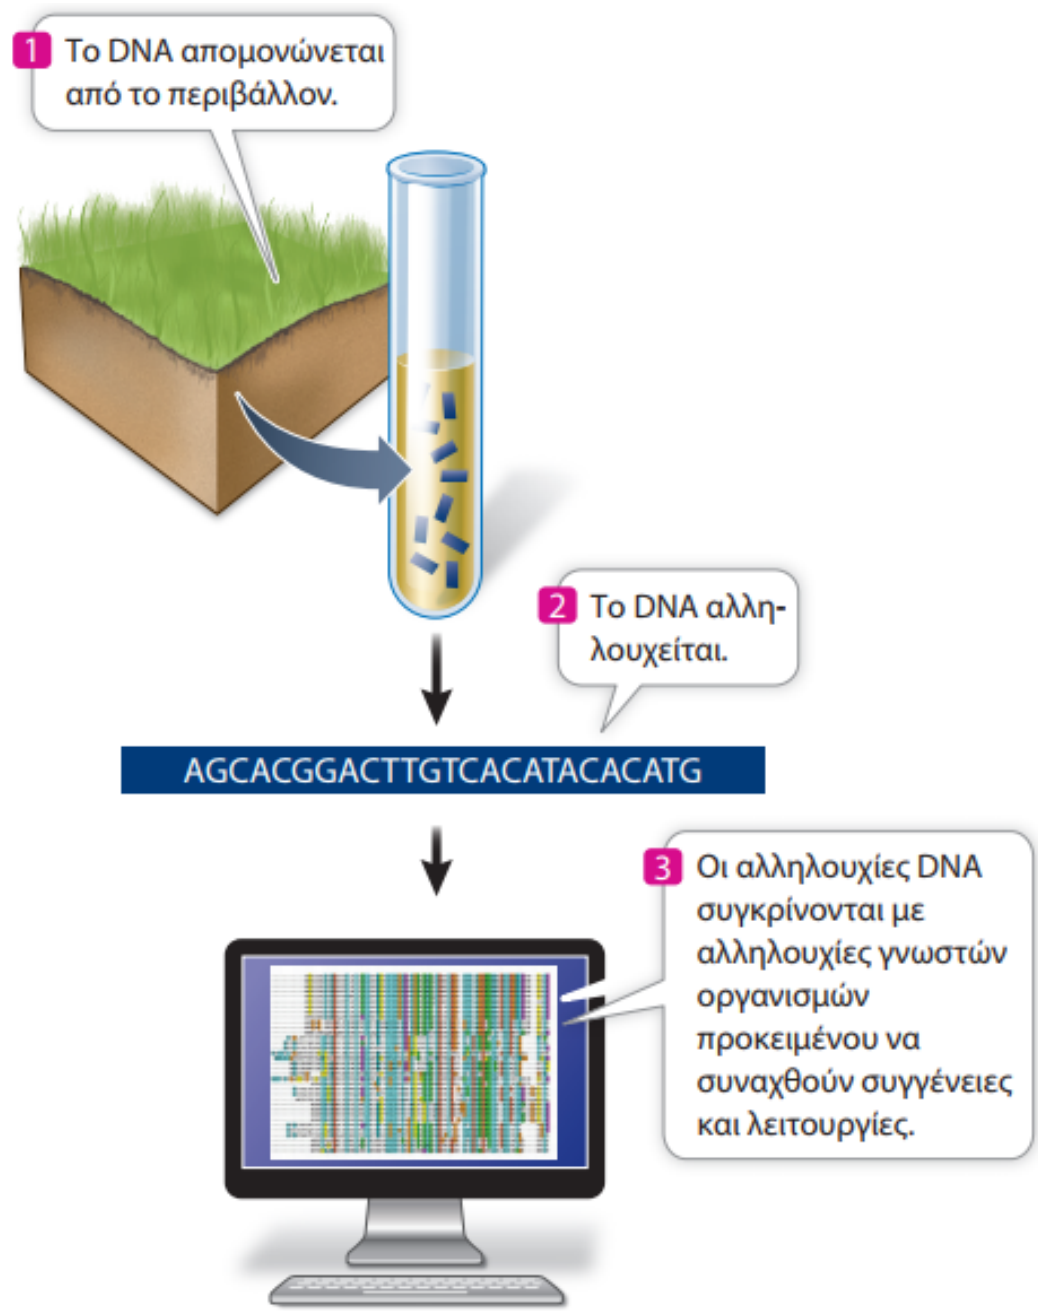 1 Το DNA απομονώνεται
από το περιβάλλον.
2 Το DNA αλλη-
λουχείται.
AGCACGGACTTGTCACATACACATG
3 Οι αλληλουχίες DNA
συγκρίνονται με
αλληλουχίες γνωστών
οργανισμών
προκειμένου να
συναχθούν συγγένειες
και λειτουργίες.